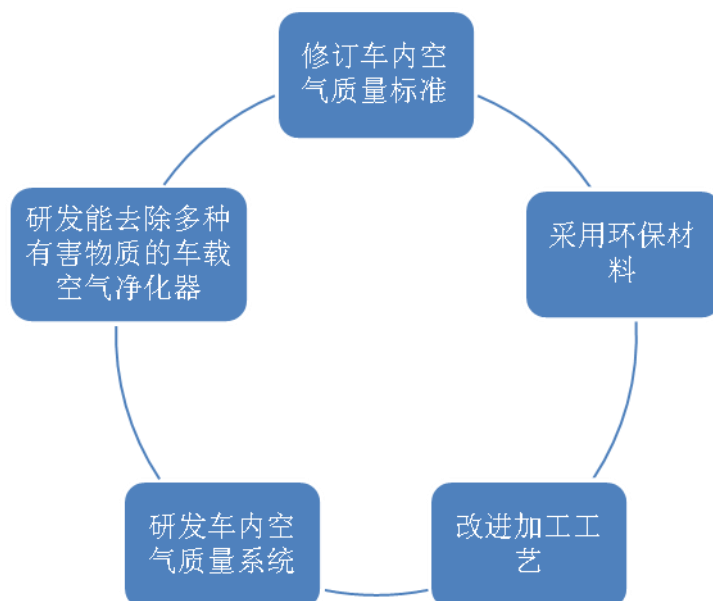 修订车内空
气质量标准
采用环保材
料
改进加工工
艺
研发车内空
气质量系统
研发能去除多种
有害物质的车载
空气净化器